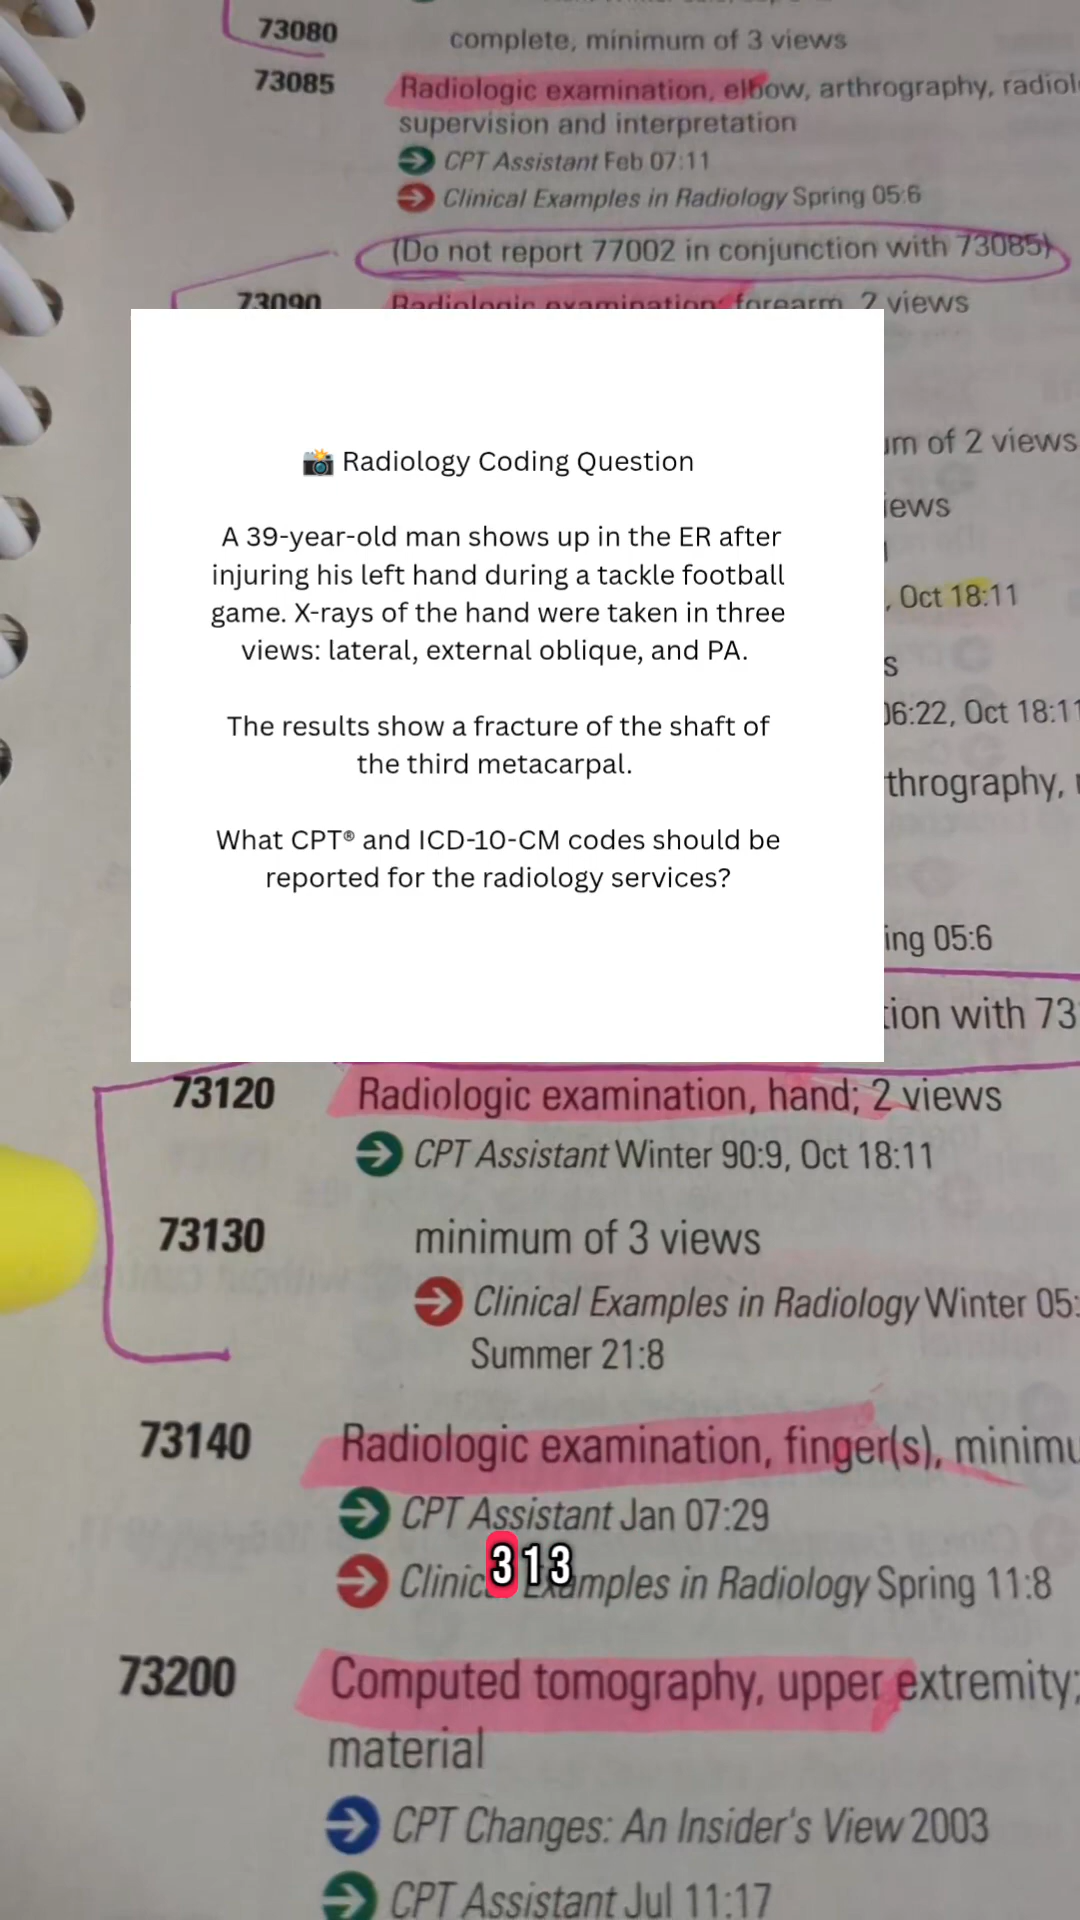 73080 complete, minimum of 3 views
73085 Radiologic examination, elbow, arthrography,
supervision and interpretation
CPT Assistant Feb 07:11
Clinical Examples in Radiology Spring 05:6
(Do not report 77002 in conjunction with 73085)
73090 Radiologic examination, forearm, 2 views
of 2 views
, Oct 18:11
06:22, Oct 18:11
ing 05:6
with 73
📸 Radiology Coding Question
A 39-year-old man shows up in the ER after
injuring his left hand during a tackle football
game. X-rays of the hand were taken in three
views: lateral, external oblique, and PA.
The results show a fracture of the shaft of
the third metacarpal.
What CPT® and ICD-10-CM codes should be
reported for the radiology services?
73120 Radiologic examination, hand; 2 views
CPT Assistant Winter 90:9, Oct 18:11
73130 minimum of 3 views
Clinical Examples in Radiology Winter 05:
Summer 21:8
73140 Radiologic examination, finger(s),
CPT Assistant Jan 07:29
313
Examples in Radiology Spring 11:8
73200 Computed tomography, upper extremity;
material
CPT Changes: An Insider's View 2003
CPT Assistant Jul 11:17